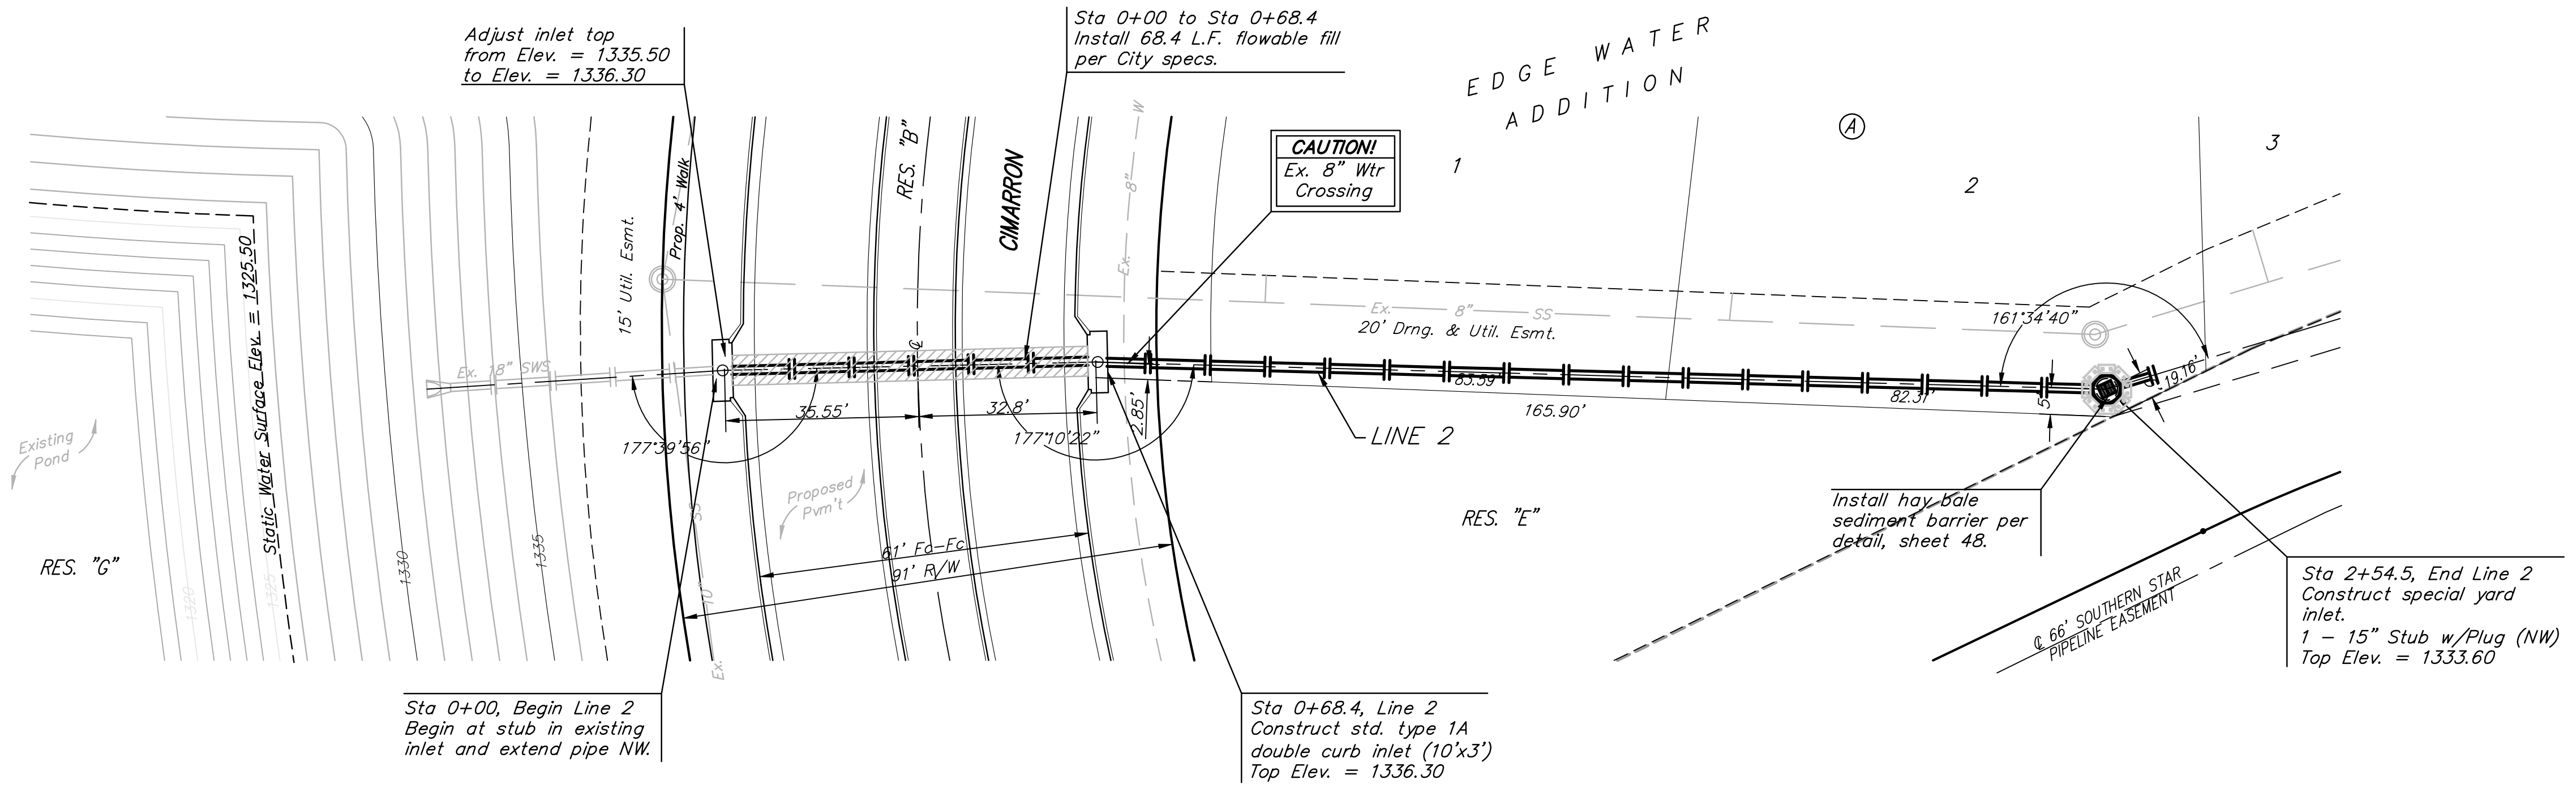 Adjust inlet top
from Elev. = 1335.50
to Elev. = 1336.30
Sta 0+00 to Sta 0+68.4
Install 68.4 L.F. flowable fill
per City specs.
EDGE WATER
ADDITION
CAUTION!
Ex. 8" Wtr
Crossing
1
A
2
3
RES. "B"
CIMARRON
Prop. 4' Walk
15' Util. Esmt.
Ex. 8" W
Static Water Surface Elev. = 1325.50
Ex. 18" SWS
Existing
Pond
RES. "G"
1320
1325
1330
1335
Ex. 10" SS
℄
35.55'
32.8'
177°39'56"
177°10'22"
2.85'
Proposed
Pvm't
61' Fc-Fc
91' R/W
Ex. 8" SS
20' Drng. & Util. Esmt.
83.59'
82.31'
165.90'
LINE 2
161°34'40"
5'
19.16'
RES. "E"
Install hay bale
sediment barrier per
detail, sheet 48.
℄ 66' SOUTHERN STAR
PIPELINE EASEMENT
Sta 2+54.5, End Line 2
Construct special yard
inlet.
1 - 15" Stub w/Plug (NW)
Top Elev. = 1333.60
Sta 0+00, Begin Line 2
Begin at stub in existing
inlet and extend pipe NW.
Sta 0+68.4, Line 2
Construct std. type 1A
double curb inlet (10'x3')
Top Elev. = 1336.30